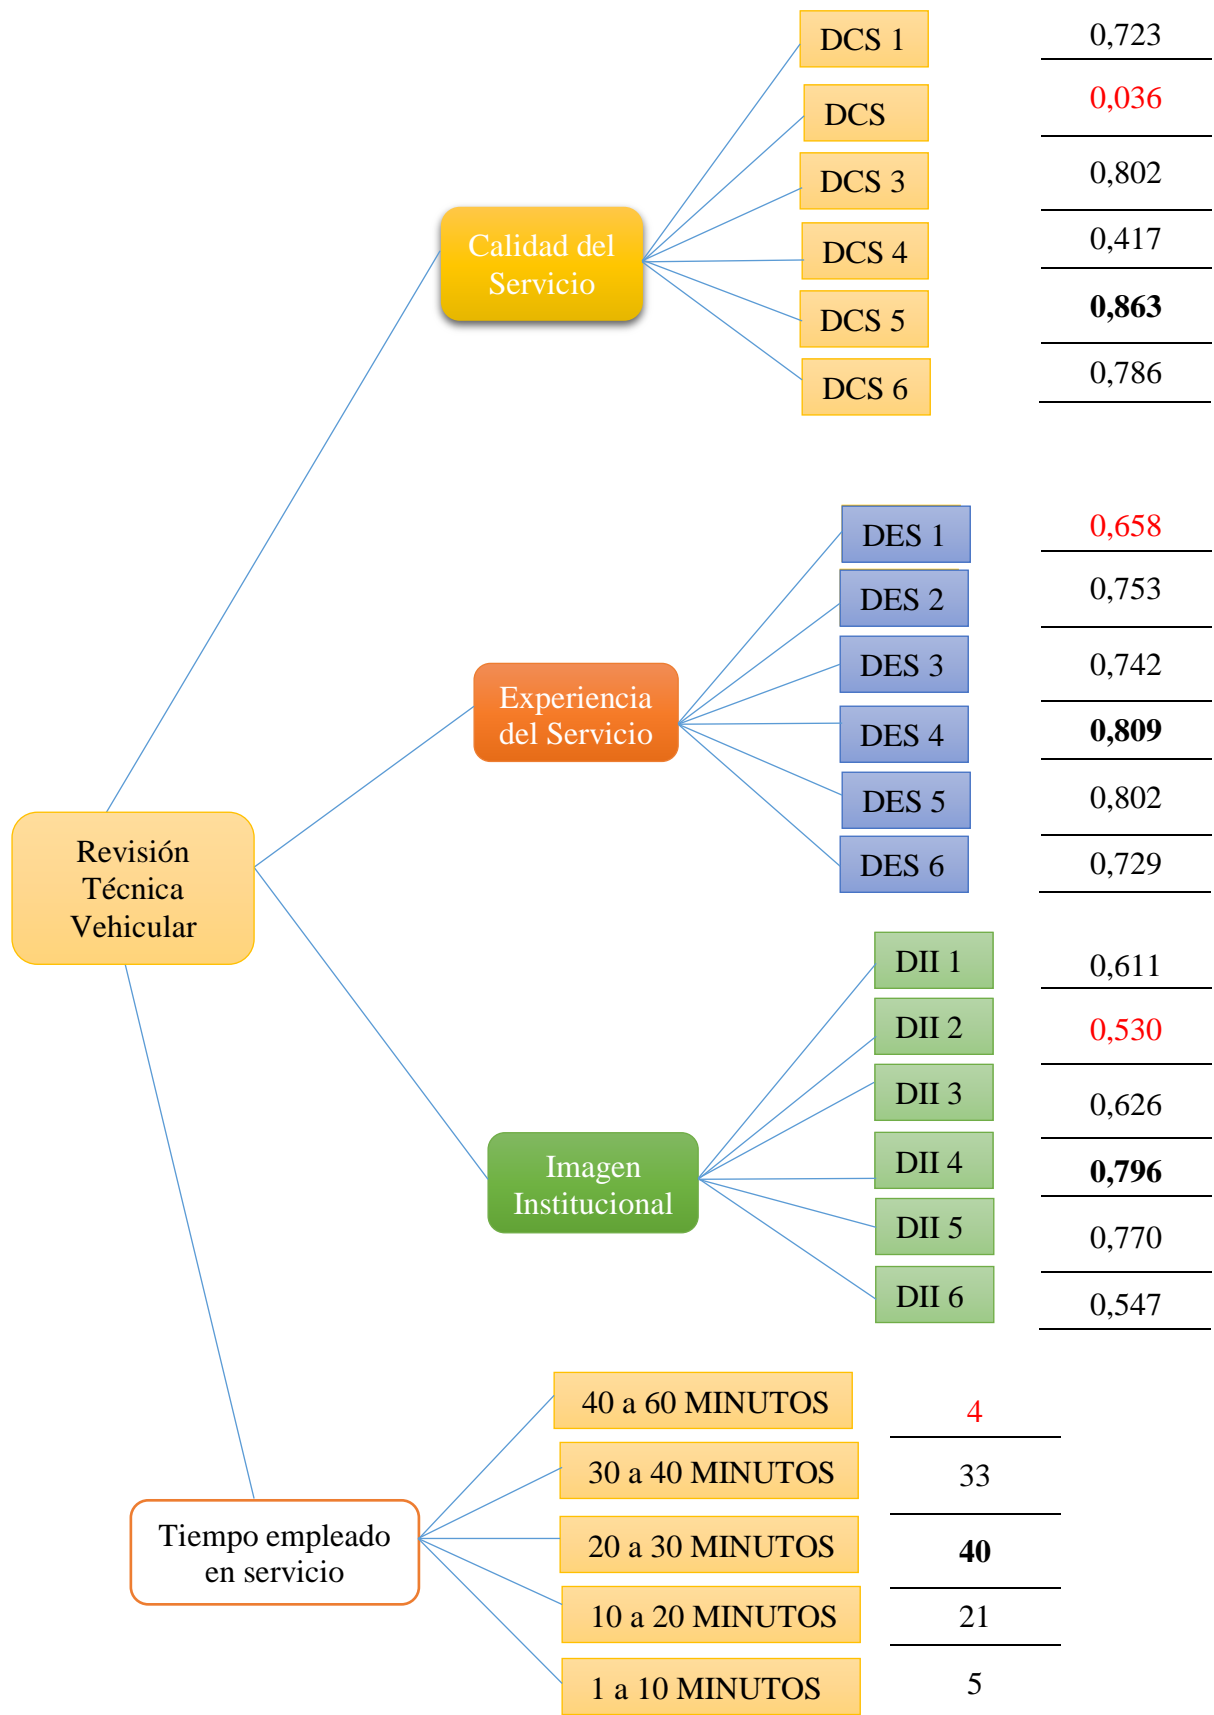 DCS 1 0,723
DCS 0,036
DCS 3 0,802
Calidad del
Servicio
DCS 4 0,417
DCS 5 0,863
DCS 6 0,786
DES 1 0,658
DES 2 0,753
DES 3 0,742
Experiencia
del Servicio
DES 4 0,809
DES 5 0,802
DES 6 0,729
Revisión
Técnica
Vehicular
DII 1 0,611
DII 2 0,530
DII 3 0,626
Imagen
Institucional
DII 4 0,796
DII 5 0,770
DII 6 0,547
40 a 60 MINUTOS 4
30 a 40 MINUTOS 33
Tiempo empleado
en servicio
20 a 30 MINUTOS 40
10 a 20 MINUTOS 21
1 a 10 MINUTOS 5